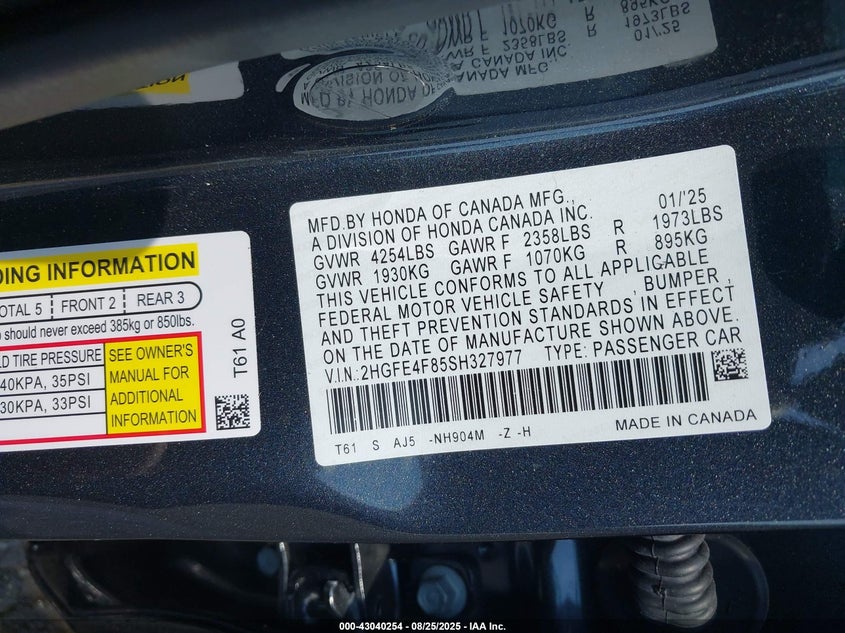 MFD.BY HONDA OF CANADA MFG., 01/'25
A DIVISION OF HONDA CANADA INC.
GVWR 4254LBS GAWR F 2358LBS R 1973LBS
GVWR 1930KG GAWR F 1070KG R 895KG
THIS VEHICLE CONFORMS TO ALL APPLICABLE
FEDERAL MOTOR VEHICLE SAFETY , BUMPER ,
AND THEFT PREVENTION STANDARDS IN EFFECT
ON THE DATE OF MANUFACTURE SHOWN ABOVE.
V.I.N.:2HGFE4F85SH327977 TYPE: PASSENGER CAR
T61 S AJ5 -NH904M -Z -H MADE IN CANADA
DING INFORMATION
OTAL 5 FRONT 2 REAR 3
should never exceed 385kg or 850lbs.
LD TIRE PRESSURE
40KPA, 35PSI
30KPA, 33PSI
SEE OWNER'S
MANUAL FOR
ADDITIONAL
INFORMATION
T61 A0
000-43040254 - 08/25/2025 - IAA Inc.